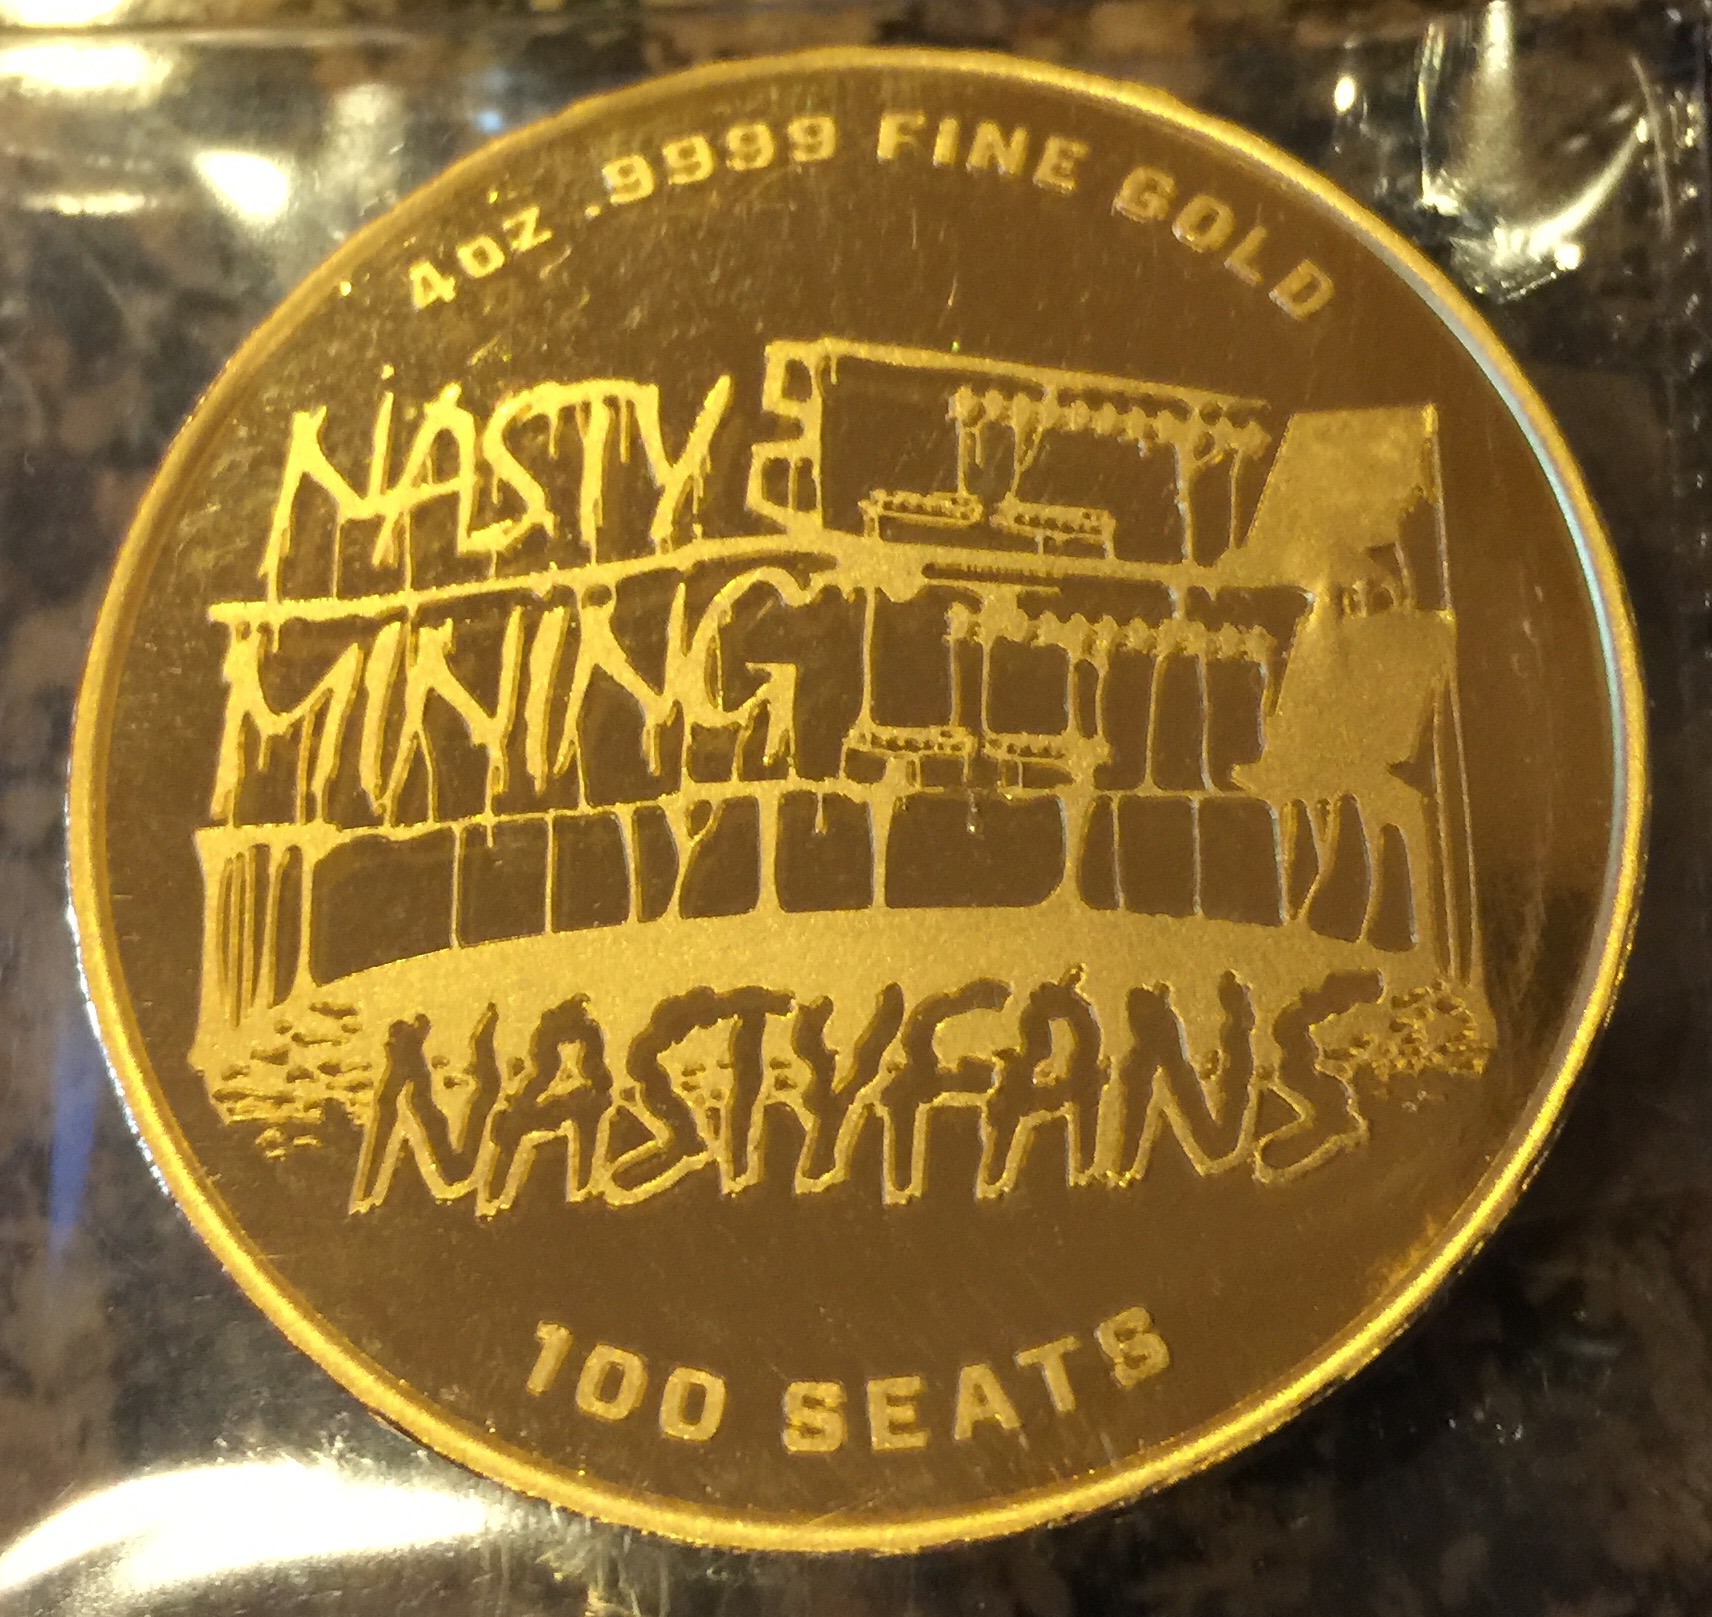 4oz .9999 FINE GOLD
NASTY
MINING
NASTYFANS
100 SEATS